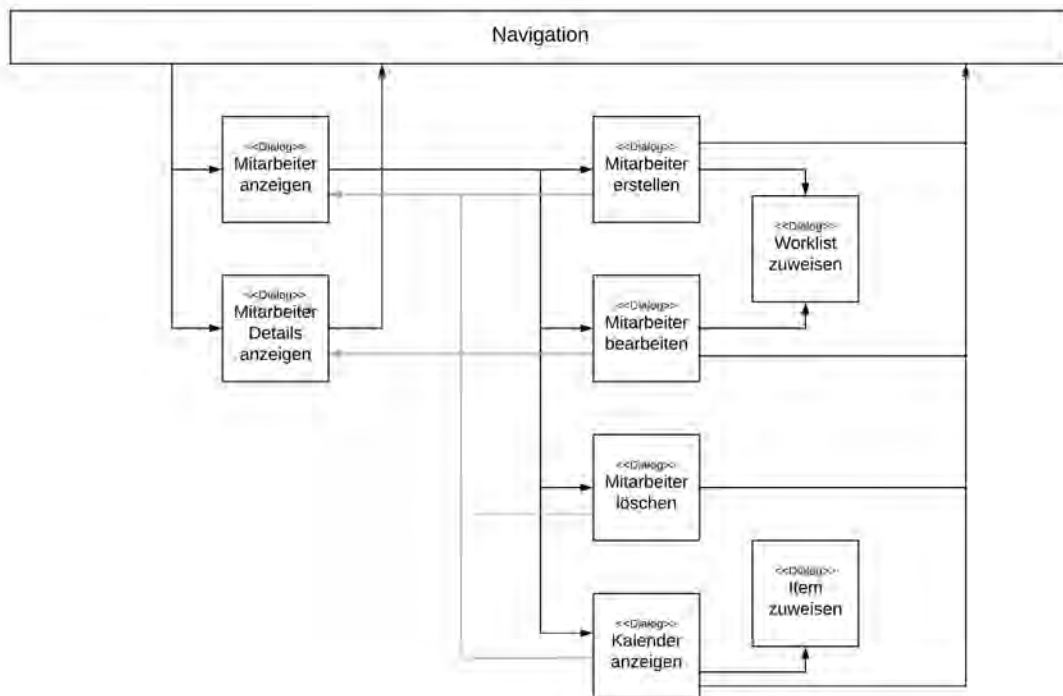 Navigation
<<Dialog>>
Mitarbeiter
anzeigen
<<Dialog>>
Mitarbeiter
erstellen
<<Dialog>>
Worklist
zuweisen
<<Dialog>>
Mitarbeiter
Details
anzeigen
<<Dialog>>
Mitarbeiter
bearbeiten
<<Dialog>>
Mitarbeiter
löschen
<<Dialog>>
Item
zuweisen
<<Dialog>>
Kalender
anzeigen